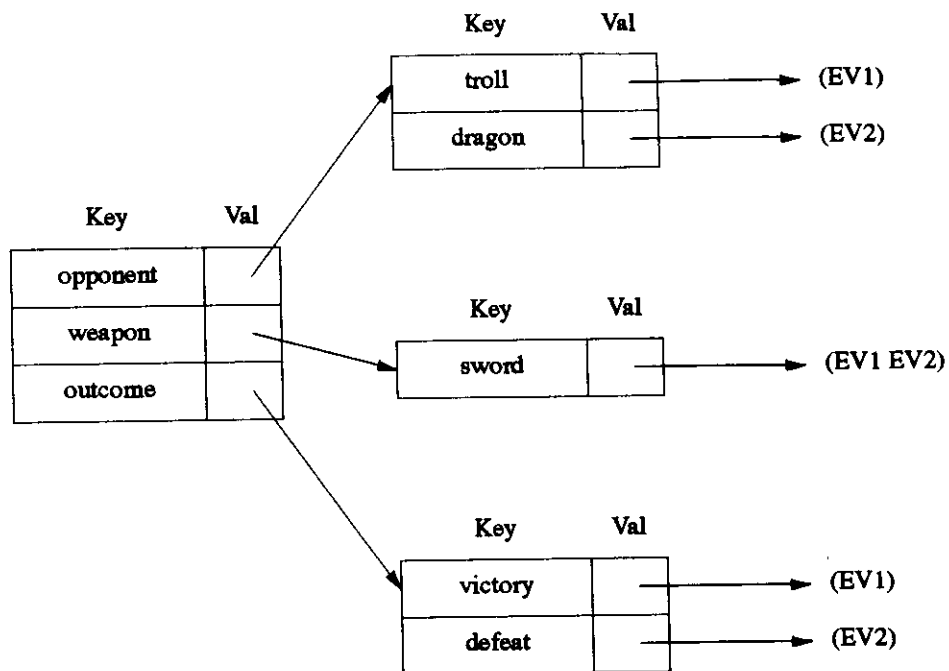 Key Val
troll (EV1)
dragon (EV2)
Key Val
opponent
weapon
outcome
Key Val
sword (EV1 EV2)
Key Val
victory (EV1)
defeat (EV2)